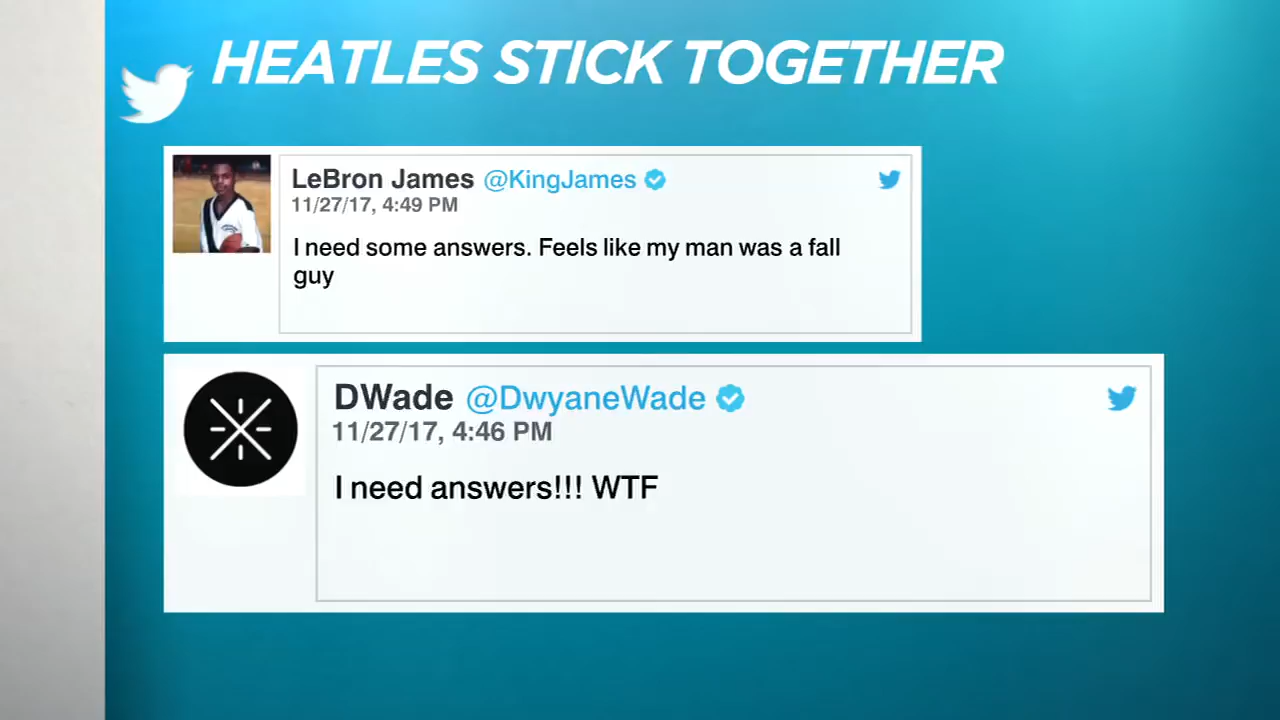 HEATLES STICK TOGETHER
LeBron James @KingJames
11/27/17, 4:49 PM
I need some answers. Feels like my man was a fall
guy
DWade @DwyaneWade
11/27/17, 4:46 PM
I need answers!!! WTF